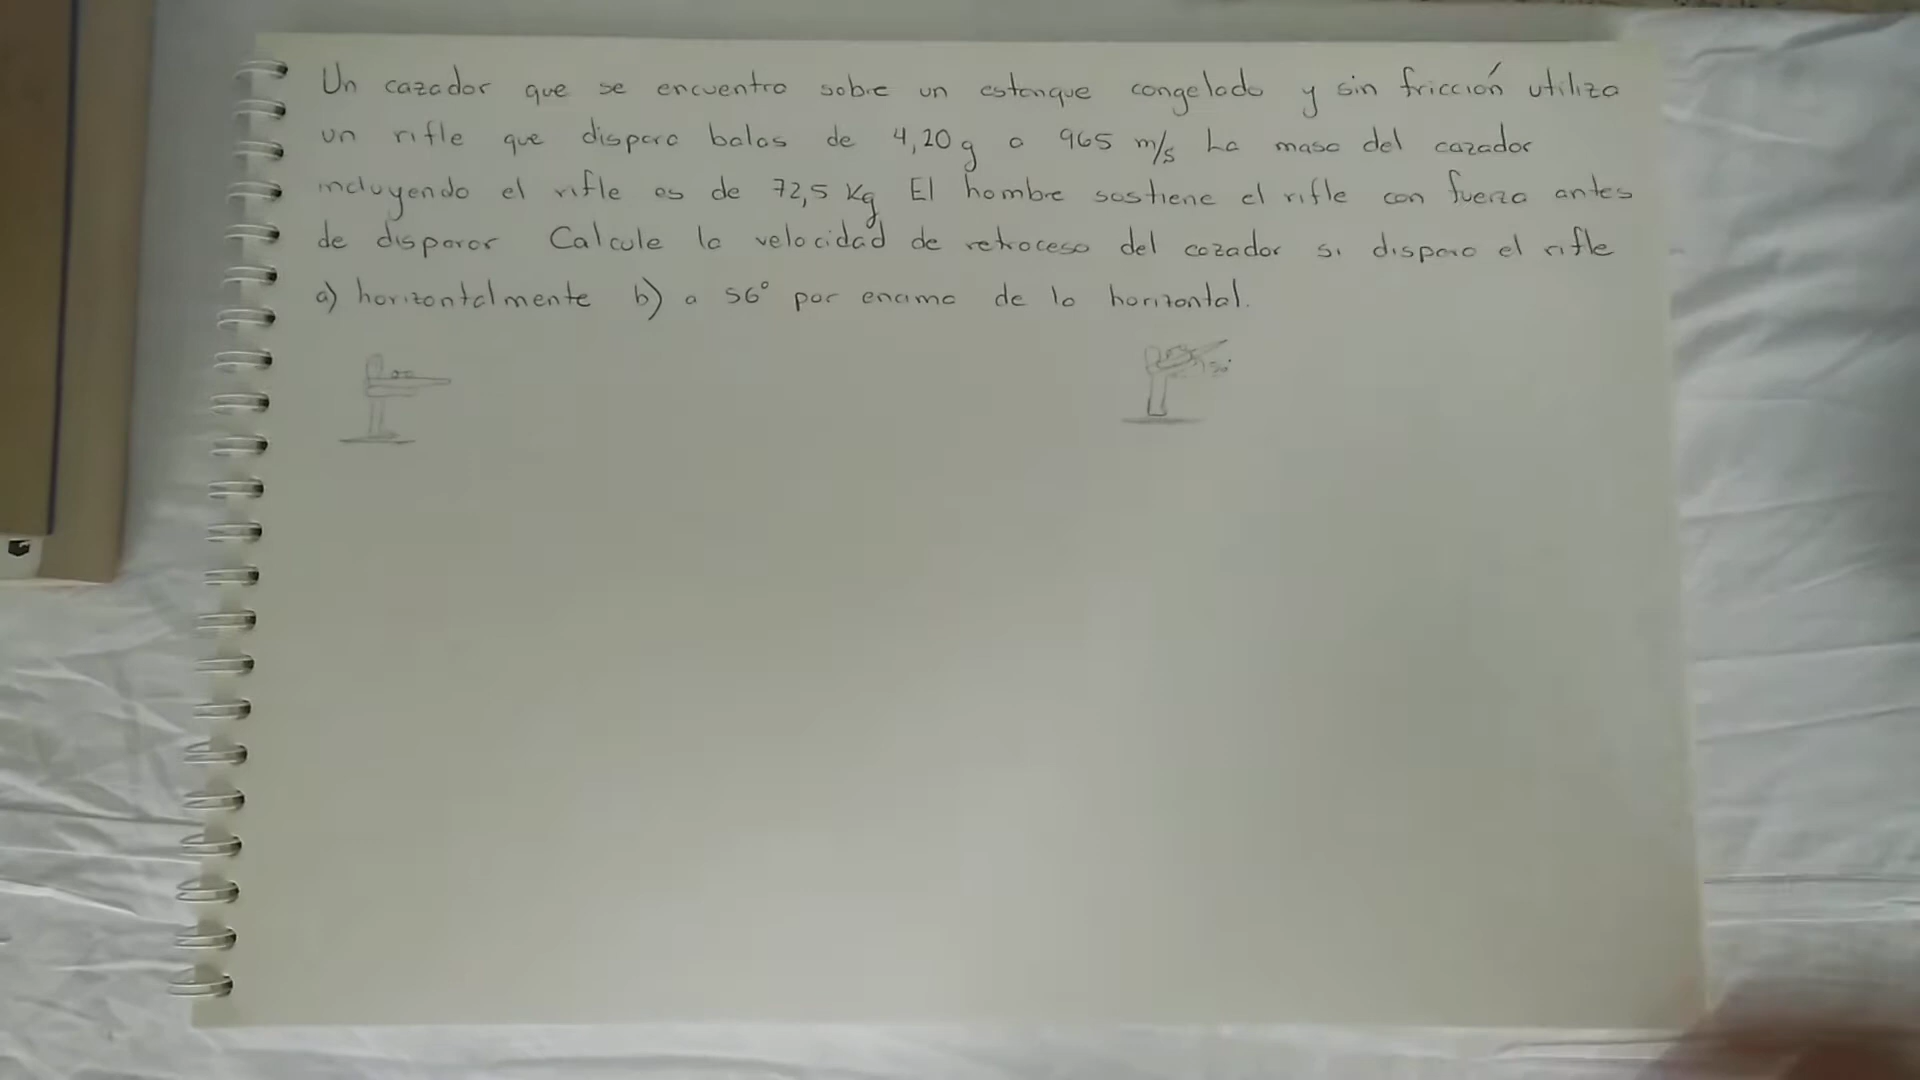 Un cazador que se encuentra sobre un estanque congelado y sin fricción utiliza
un rifle que dispara balas de 4,20 g a 965 m/s La masa del cazador
incluyendo el rifle es de 72,5 Kg El hombre sostiene el rifle con fuerza antes
de disparar Calcule la velocidad de retroceso del cazador si dispara el rifle
a) horizontalmente b) a 56° por encima de la horizontal.